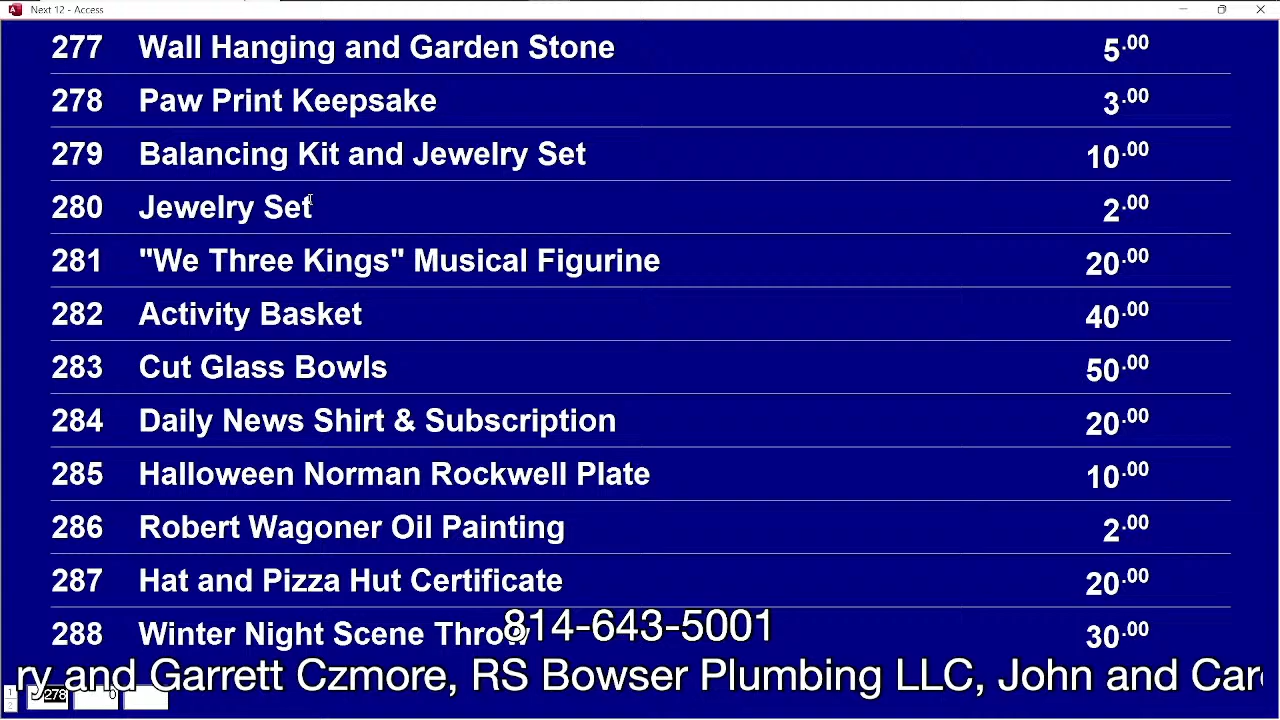 Next 12 - Access
277 Wall Hanging and Garden Stone 5.00
278 Paw Print Keepsake 3.00
279 Balancing Kit and Jewelry Set 10.00
280 Jewelry Set 2.00
281 "We Three Kings" Musical Figurine 20.00
282 Activity Basket 40.00
283 Cut Glass Bowls 50.00
284 Daily News Shirt & Subscription 20.00
285 Halloween Norman Rockwell Plate 10.00
286 Robert Wagoner Oil Painting 2.00
287 Hat and Pizza Hut Certificate 20.00
288 Winter Night Scene Throw 30.00
814-643-5001
ry and Garrett Czmore, RS Bowser Plumbing LLC, John and Car
278 0